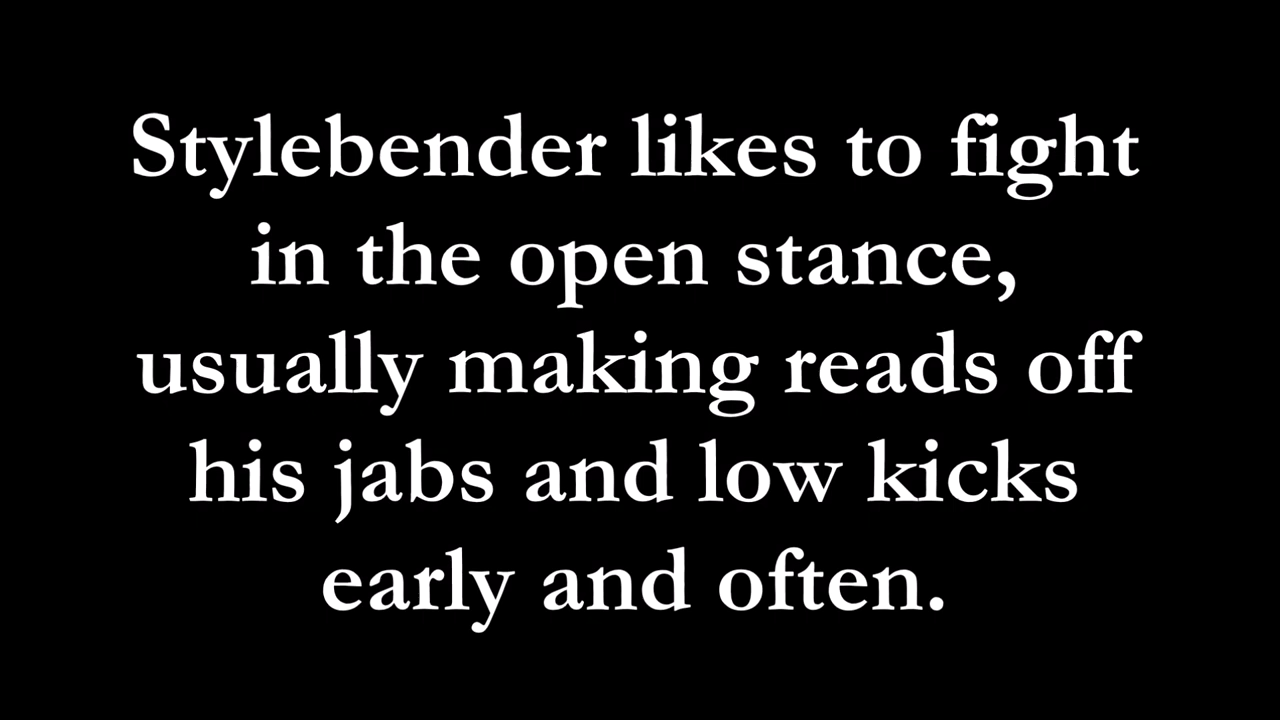 Stylebender likes to fight
in the open stance,
usually making reads off
his jabs and low kicks
early and often.